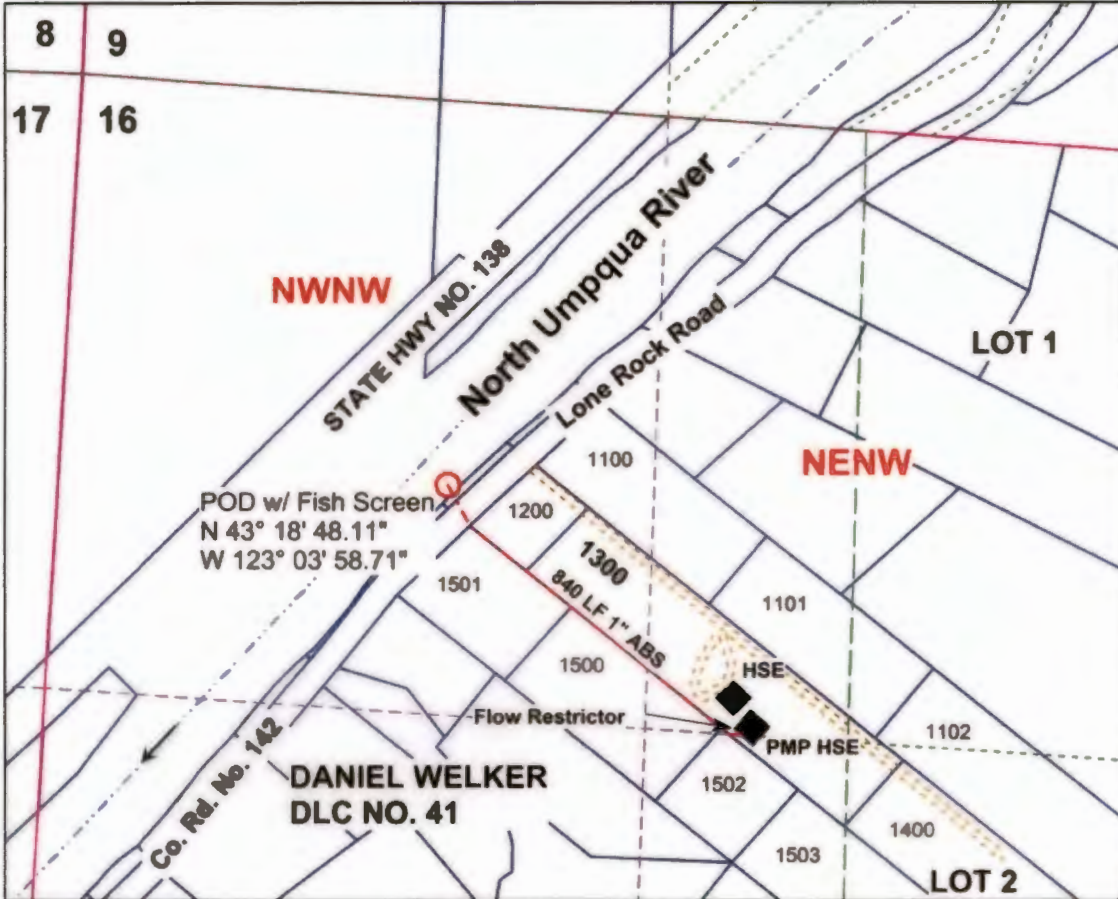 8
9
17
16
NWNW
STATE HWY NO. 138
North Umpqua River
Lone Rock Road
LOT 1
NENW
POD w/ Fish Screen
N 43° 18' 48.11"
W 123° 03' 58.71"
1100
1200
1300
1501
840 LF 1" ABS
1101
1500
HSE
Flow Restrictor
PMP HSE
1102
Co. Rd. No. 142
DANIEL WELKER
DLC NO. 41
1502
1400
1503
LOT 2